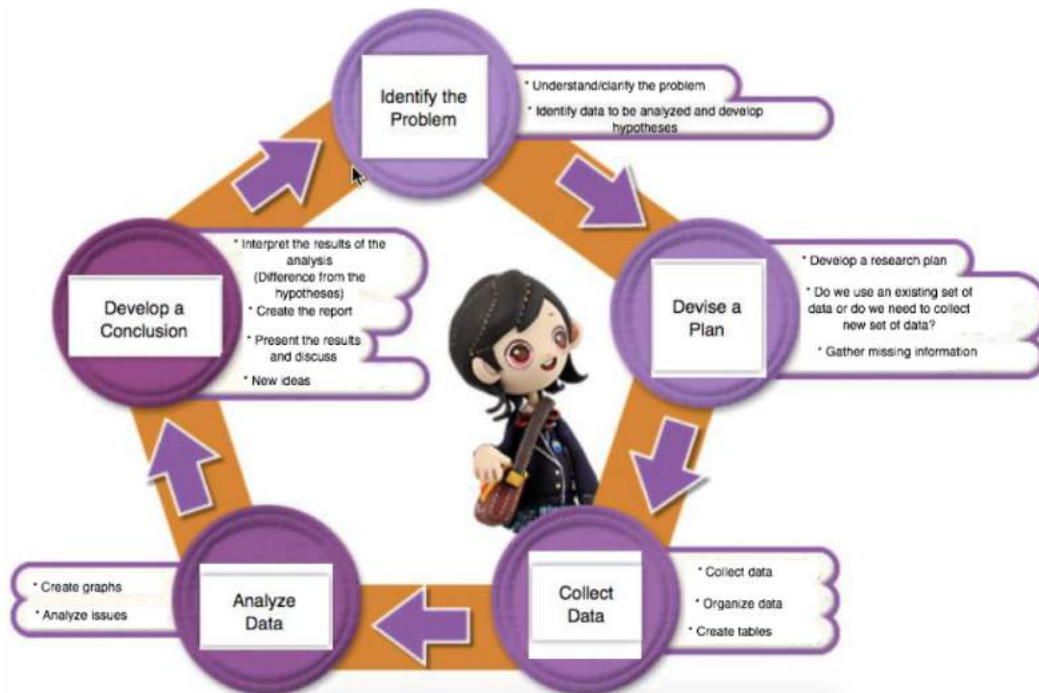 Identify the
Problem
* Understand/clarify the problem
* Identify data to be analyzed and develop
hypotheses
Devise a
Plan
* Develop a research plan
* Do we use an existing set of
data or do we need to collect
new set of data?
* Gather missing information
Collect
Data
* Collect data
* Organize data
* Create tables
Analyze
Data
* Create graphs
* Analyze issues
Develop a
Conclusion
* Interpret the results of the
analysis
(Difference from the
hypotheses)
* Create the report
* Present the results
and discuss
* New ideas